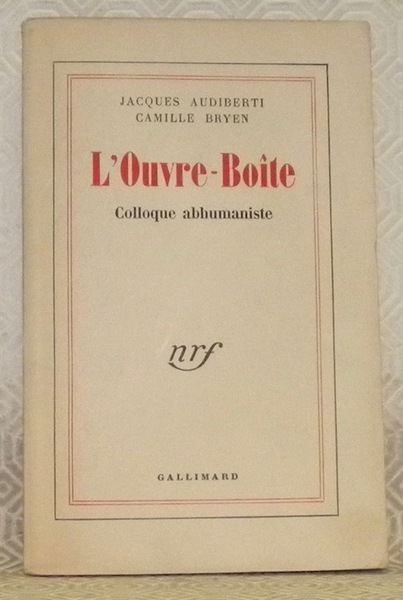 JACQUES AUDIBERTI
CAMILLE BRYEN
L'Ouvre-Boîte
Colloque abhumaniste
nrf
GALLIMARD